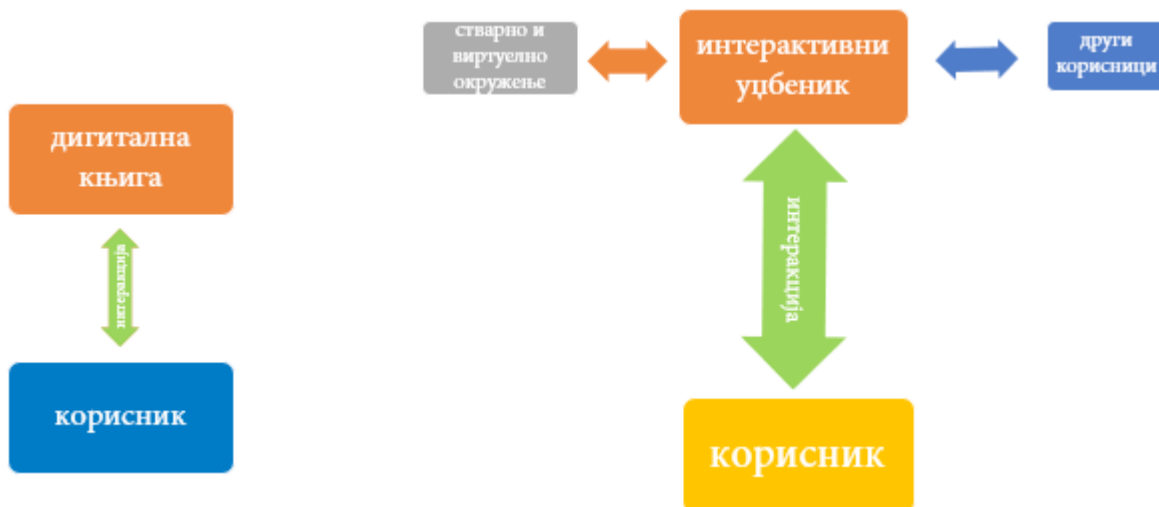 дигитална
књига
интеракција
корисник
стварно и
виртуелно
окружење
интерактивни
уџбеник
други
корисници
интеракција
корисник